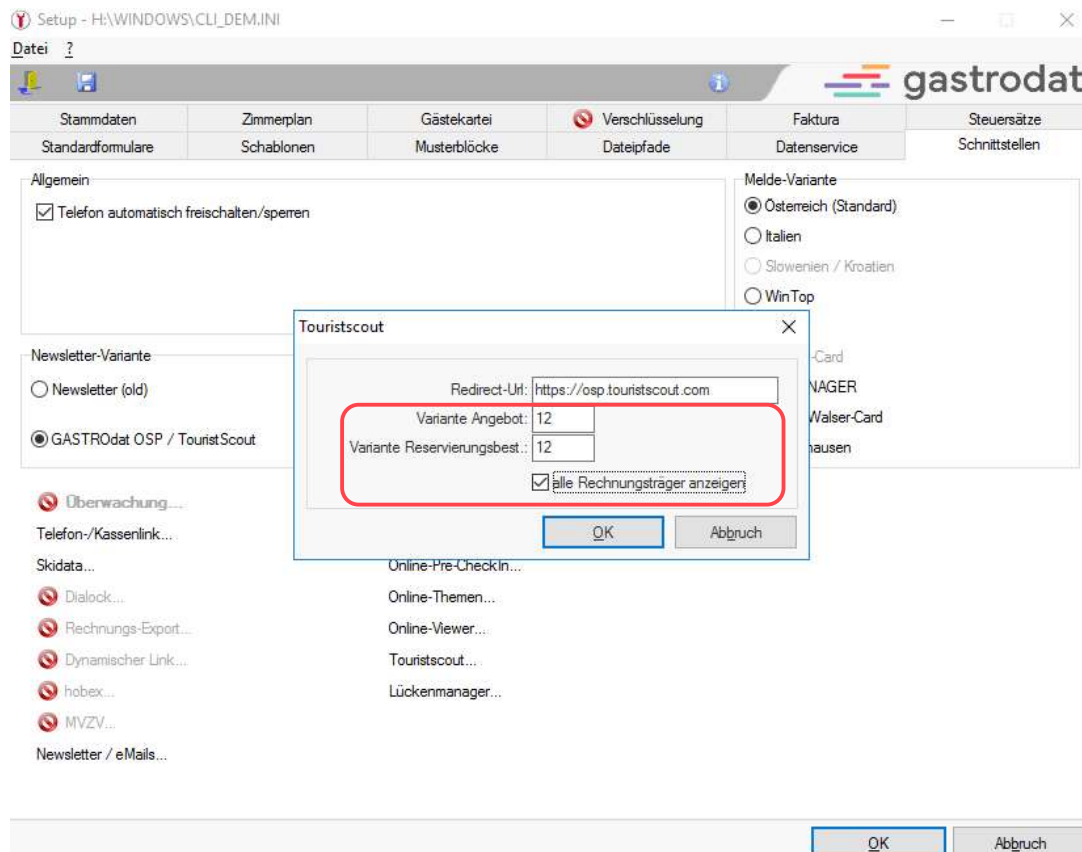 Setup - H:\WINDOWS\CLI_DEM.INI
Datei ?
gastrodat
Stammdaten Zimmerplan Gästekartei Verschlüsselung Faktura Steuersätze
Standardformulare Schablonen Musterblöcke Dateipfade Datenservice Schnittstellen
Allgemein
Telefon automatisch freischalten/sperren
Melde-Variante
Österreich (Standard)
Italien
Slowenien / Kroatien
WinTop
-Card
NAGER
Walser-Card
hausen
Newsletter-Variante
Newsletter (old)
GASTROdat OSP / TouristScout
Touristscout
Redirect-Url: https://osp.touristscout.com
Variante Angebot: 12
Variante Reservierungsbest.: 12
alle Rechnungsträger anzeigen
OK Abbruch
Überwachung...
Telefon-/Kassenlink...
Skidata...
Dialock...
Rechnungs-Export...
Dynamischer Link...
hobex...
MVZV...
Newsletter / eMails...
Online-Pre-CheckIn...
Online-Themen...
Online-Viewer...
Touristscout...
Lückenmanager...
OK Abbruch